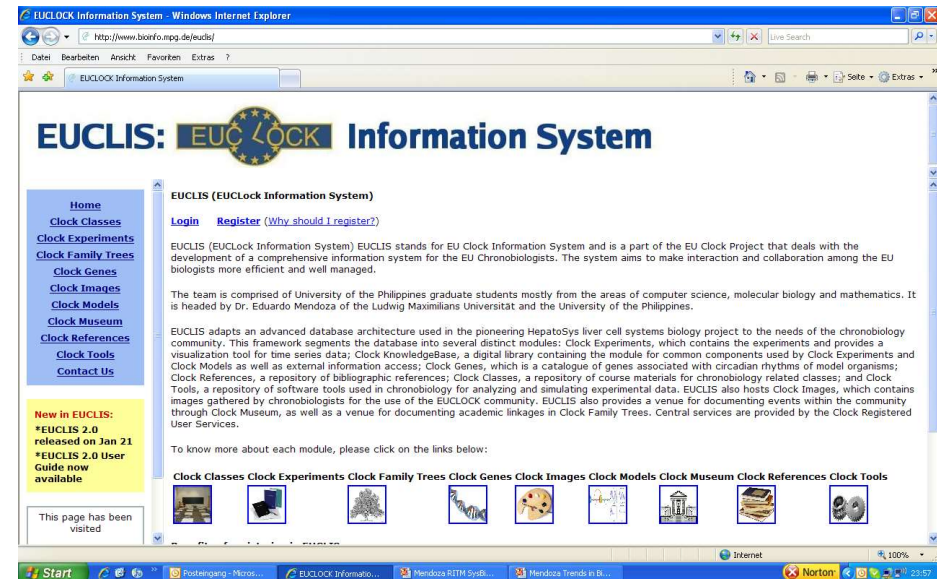 EUCLOCK Information System - Windows Internet Explorer
http://www.bioinfo.mpg.de/euclis/
Live Search
Datei Bearbeiten Ansicht Favoriten Extras ?
EUCLOCK Information System
Seite Extras
EUCLIS: EUCLOCK Information System
Home
Clock Classes
Clock Experiments
Clock Family Trees
Clock Genes
Clock Images
Clock Models
Clock Museum
Clock References
Clock Tools
Contact Us
New in EUCLIS:
*EUCLIS 2.0
released on Jan 21
*EUCLIS 2.0 User
Guide now
available
This page has been
visited
EUCLIS (EUCLock Information System)
Login Register (Why should I register?)
EUCLIS (EUCLock Information System) EUCLIS stands for EU Clock Information System and is a part of the EU Clock Project that deals with the
development of a comprehensive information system for the EU Chronobiologists. The system aims to make interaction and collaboration among the EU
biologists more efficient and well managed.
The team is comprised of University of the Philippines graduate students mostly from the areas of computer science, molecular biology and mathematics. It
is headed by Dr. Eduardo Mendoza of the Ludwig Maximilians Universität and the University of the Philippines.
EUCLIS adapts an advanced database architecture used in the pioneering HepatoSys liver cell systems biology project to the needs of the chronobiology
community. This framework segments the database into several distinct modules: Clock Experiments, which contains the experiments and provides a
visualization tool for time series data; Clock KnowledgeBase, a digital library containing the module for common components used by Clock Experiments and
Clock Models as well as external information access; Clock Genes, which is a catalogue of genes associated with circadian rhythms of model organisms;
Clock References, a repository of bibliographic references; Clock Classes, a repository of course materials for chronobiology related classes; and Clock
Tools, a repository of software tools used in chronobiology for analyzing and simulating experimental data. EUCLIS also hosts Clock Images, which contains
images gathered by chronobiologists for the use of the EUCLOCK community. EUCLIS also provides a venue for documenting events within the community
through Clock Museum, as well as a venue for documenting academic linkages in Clock Family Trees. Central services are provided by the Clock Registered
User Services.
To know more about each module, please click on the links below:
Clock Classes Clock Experiments Clock Family Trees Clock Genes Clock Images Clock Models Clock Museum Clock References Clock Tools
Internet 100%
Start Posteingang - Micros... EUCLOCK Informatio... Mendoza RITM SysBi... Mendoza Trends in Bi... Norton 23:57